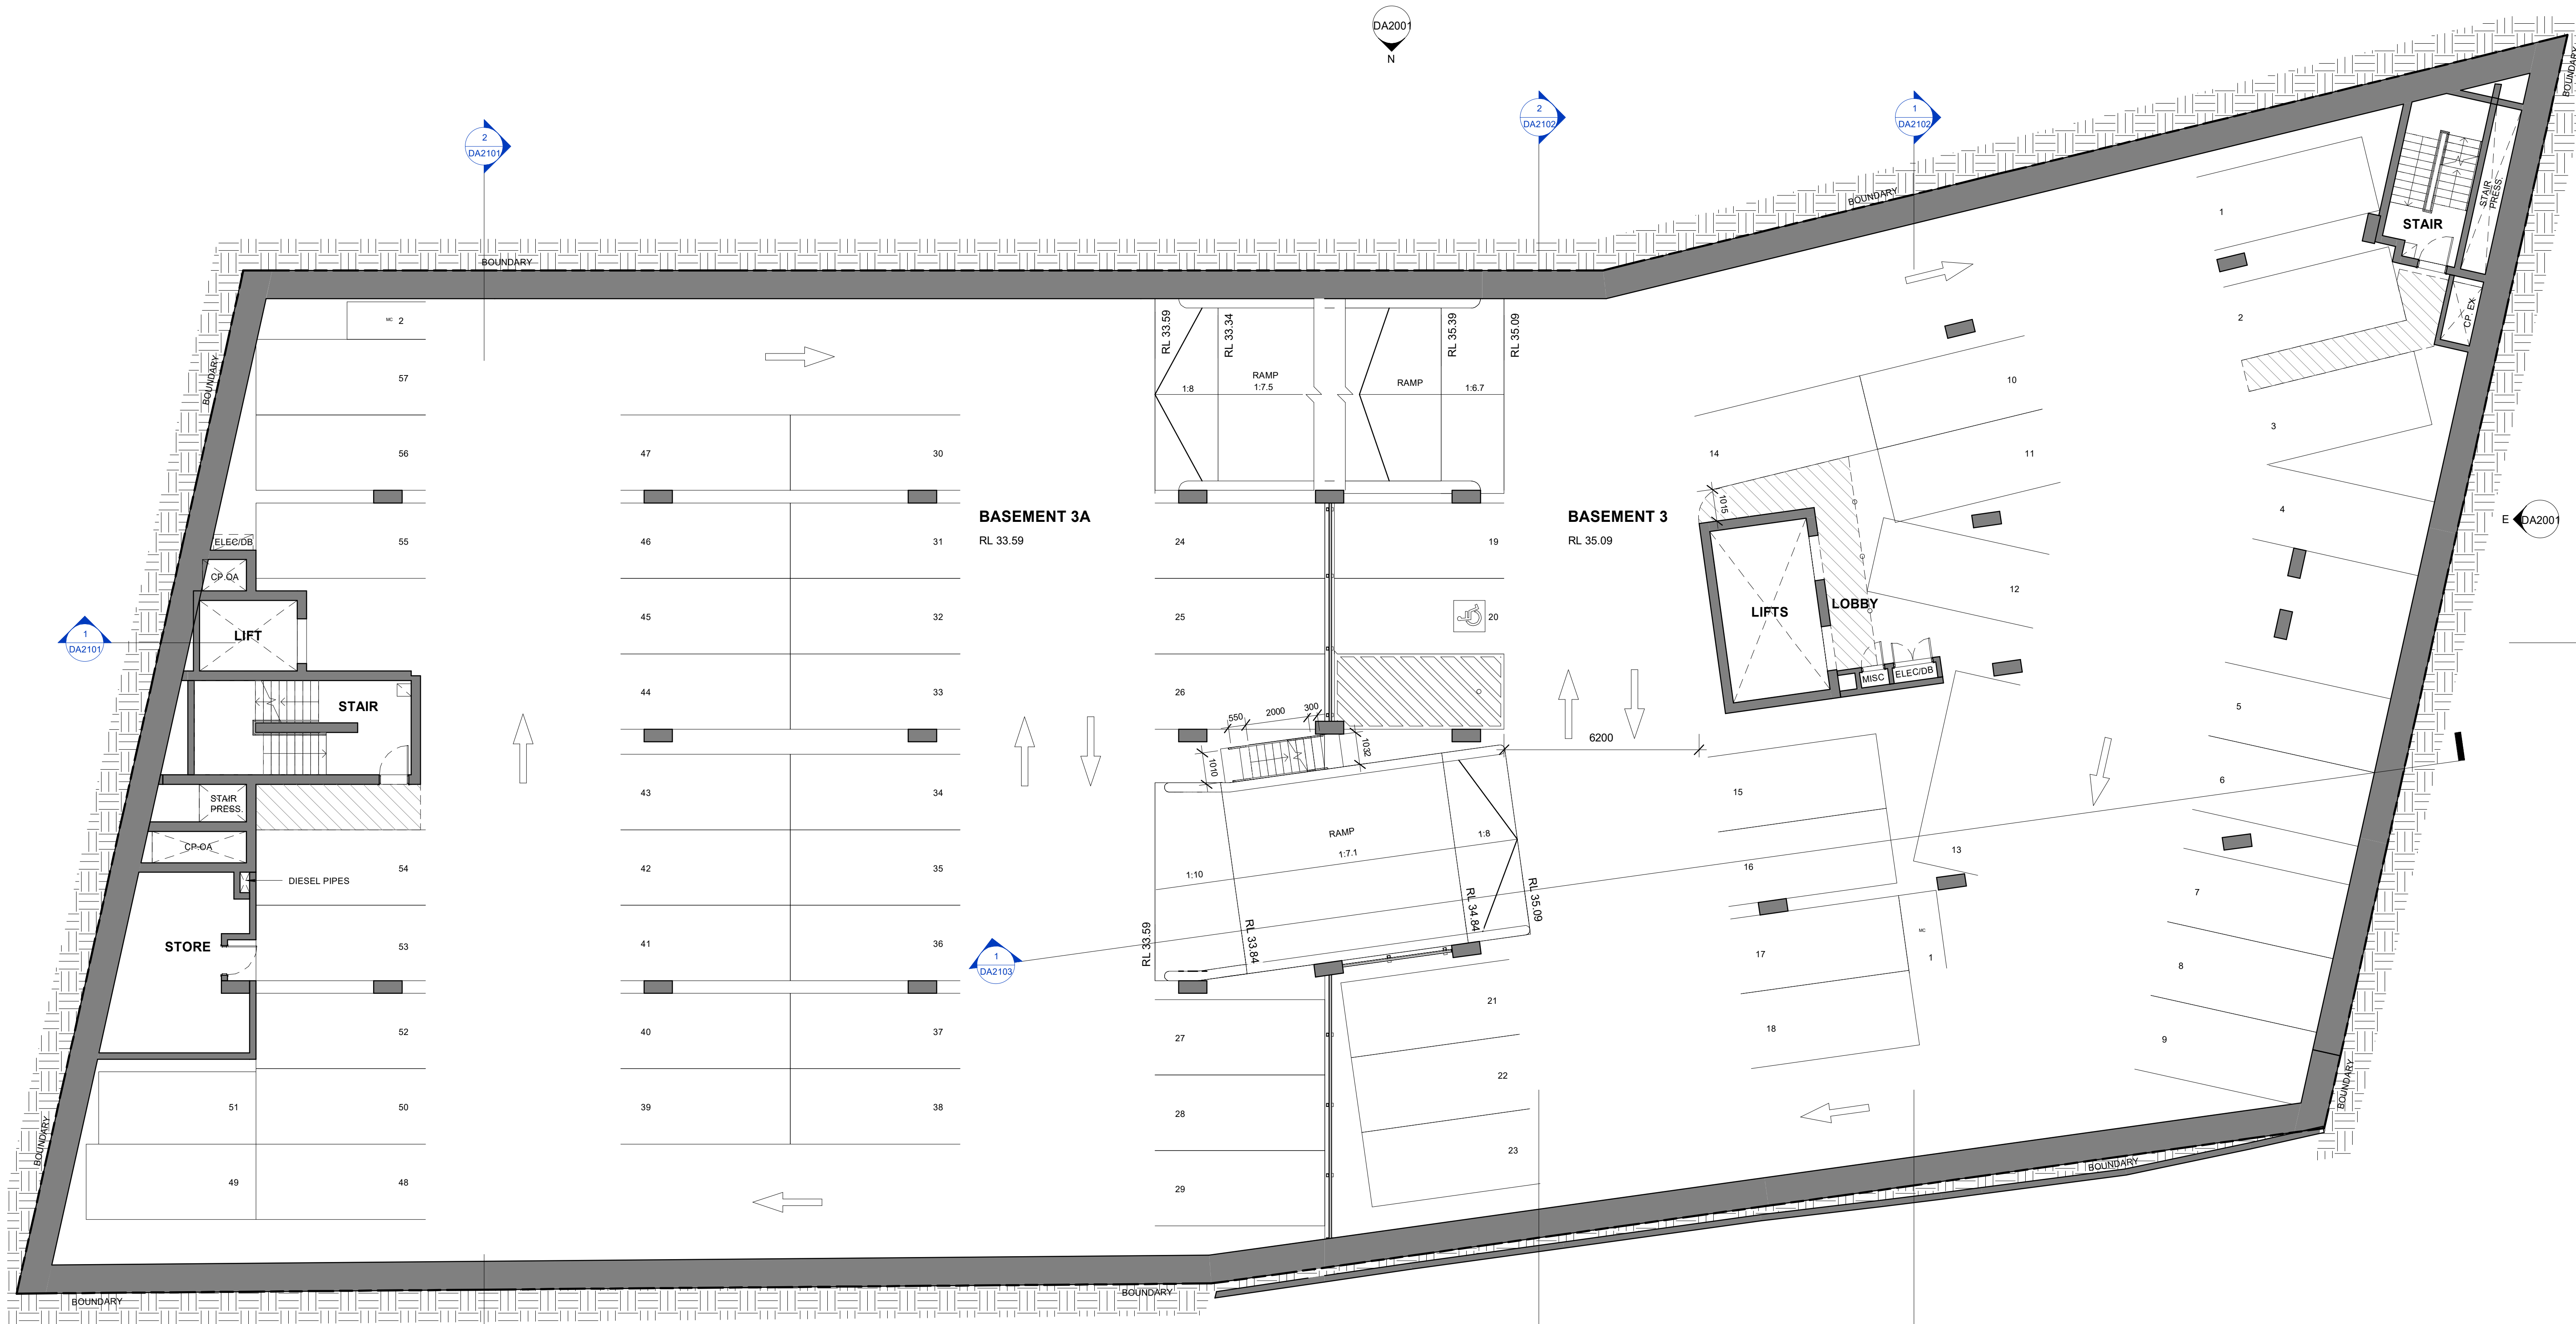 DA2001
N
2
DA2101
2
DA2102
1
DA2102
BOUNDARY
BOUNDARY
BOUNDARY
BOUNDARY
STAIR
STAIR
PRESS.
CP. EX.
1
2
3
4
5
6
7
8
9
10
11
12
13
14
15
16
17
18
MC
1
1015
LIFTS
LOBBY
MISC
ELEC/DB
BASEMENT 3
RL 35.09
E
DA2001
6200
MC 2
57
56
55
54
53
52
51
50
49
48
47
46
45
44
43
42
41
40
39
30
31
32
33
34
35
36
37
38
BASEMENT 3A
RL 33.59
RL 33.59
RL 33.34
RL 35.39
RL 35.09
1:8
RAMP
1:7.5
RAMP
1:6.7
24
25
26
19
20
550
2000
300
1010
1032
RAMP
1:7.1
1:8
1:10
RL 33.59
RL 33.84
RL 34.84
RL 35.09
27
28
29
21
22
23
1
DA2103
ELEC/DB
CP.OA
LIFT
1
DA2101
STAIR
STAIR
PRESS.
CP.OA
DIESEL PIPES
STORE
BOUNDARY
BOUNDARY
BOUNDARY
BOUNDARY
BOUNDARY